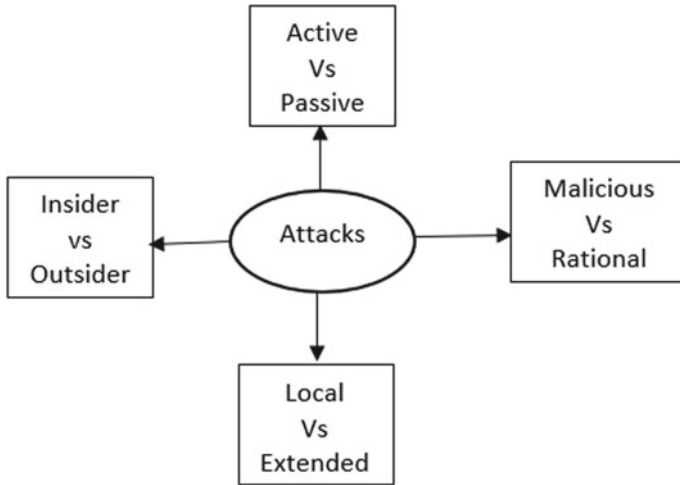 Active
Vs
Passive
Insider
vs
Outsider
Attacks
Malicious
Vs
Rational
Local
Vs
Extended